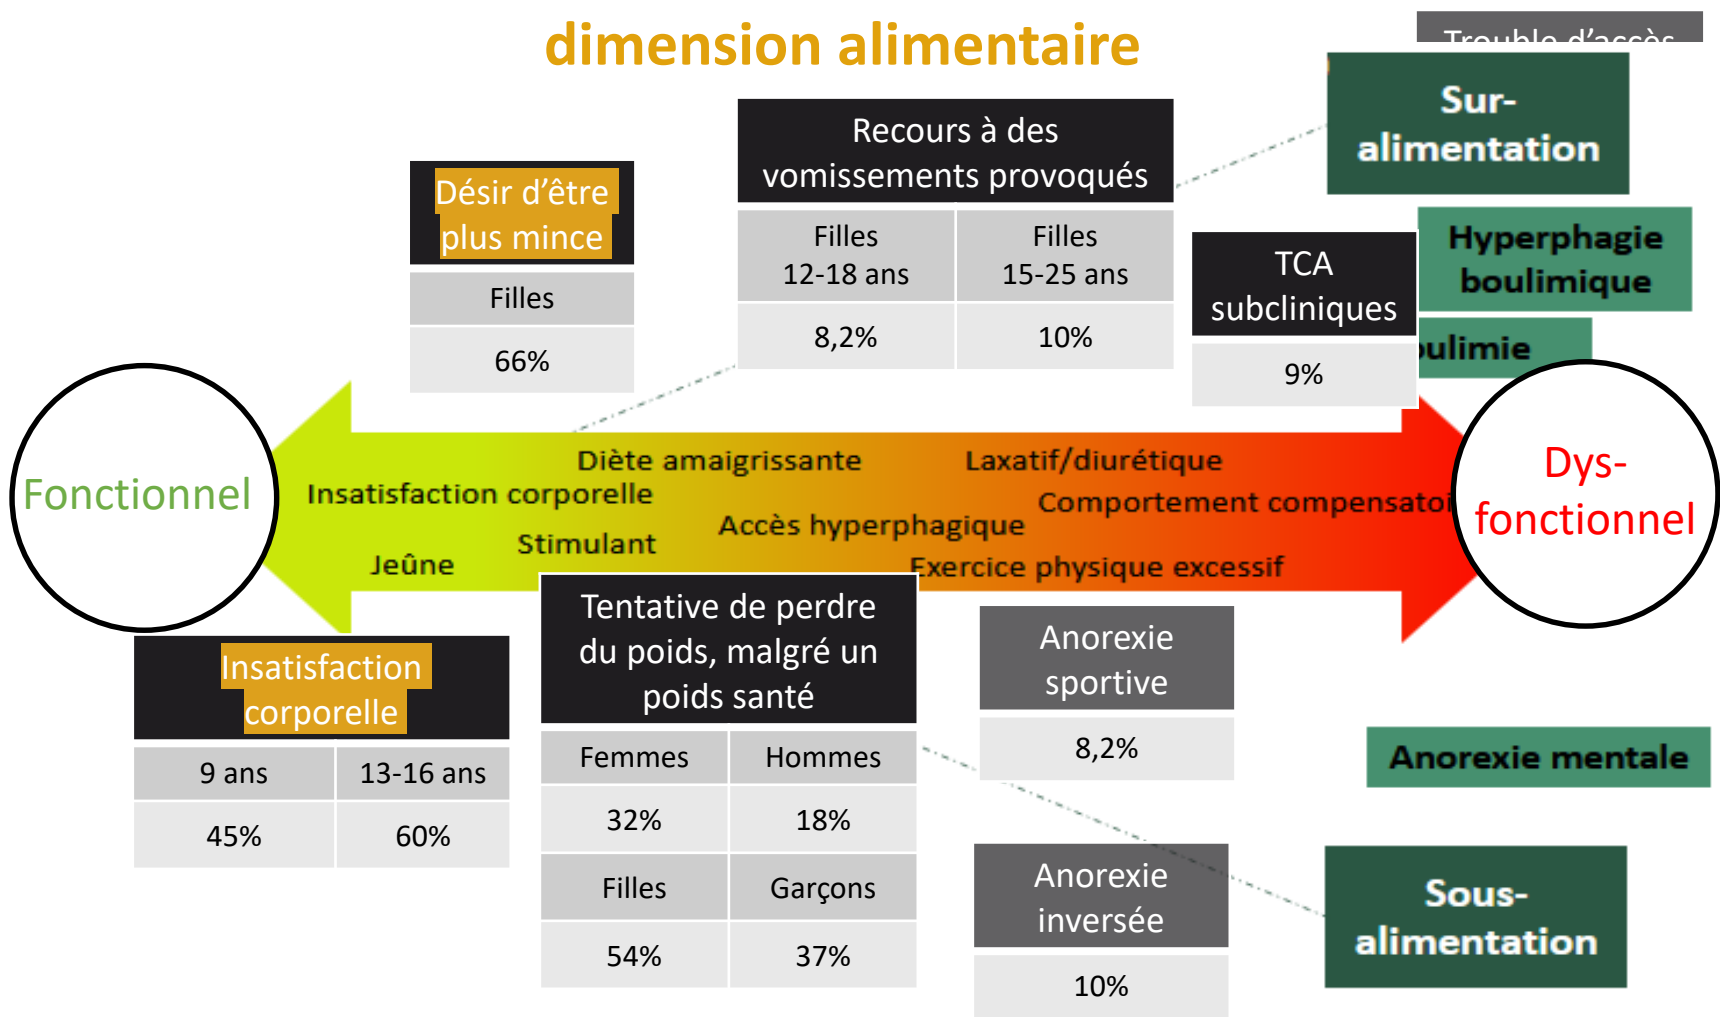 dimension alimentaire
Trouble d'accès
Sur-
alimentation
Recours à des
vomissements provoqués
Filles
12-18 ans
Filles
15-25 ans
8,2%
10%
Désir d'être
plus mince
Filles
66%
TCA
subcliniques
9%
Hyperphagie
boulimique
oulimie
Fonctionnel
Diète amaigrissante
Laxatif/diurétique
Insatisfaction corporelle
Comportement compensatoi
Accès hyperphagique
Stimulant
Jeûne
Exercice physique excessif
Dys-
fonctionnel
Insatisfaction
corporelle
9 ans
13-16 ans
45%
60%
Tentative de perdre
du poids, malgré un
poids santé
Femmes
Hommes
32%
18%
Filles
Garçons
54%
37%
Anorexie
sportive
8,2%
Anorexie
inversée
10%
Anorexie mentale
Sous-
alimentation